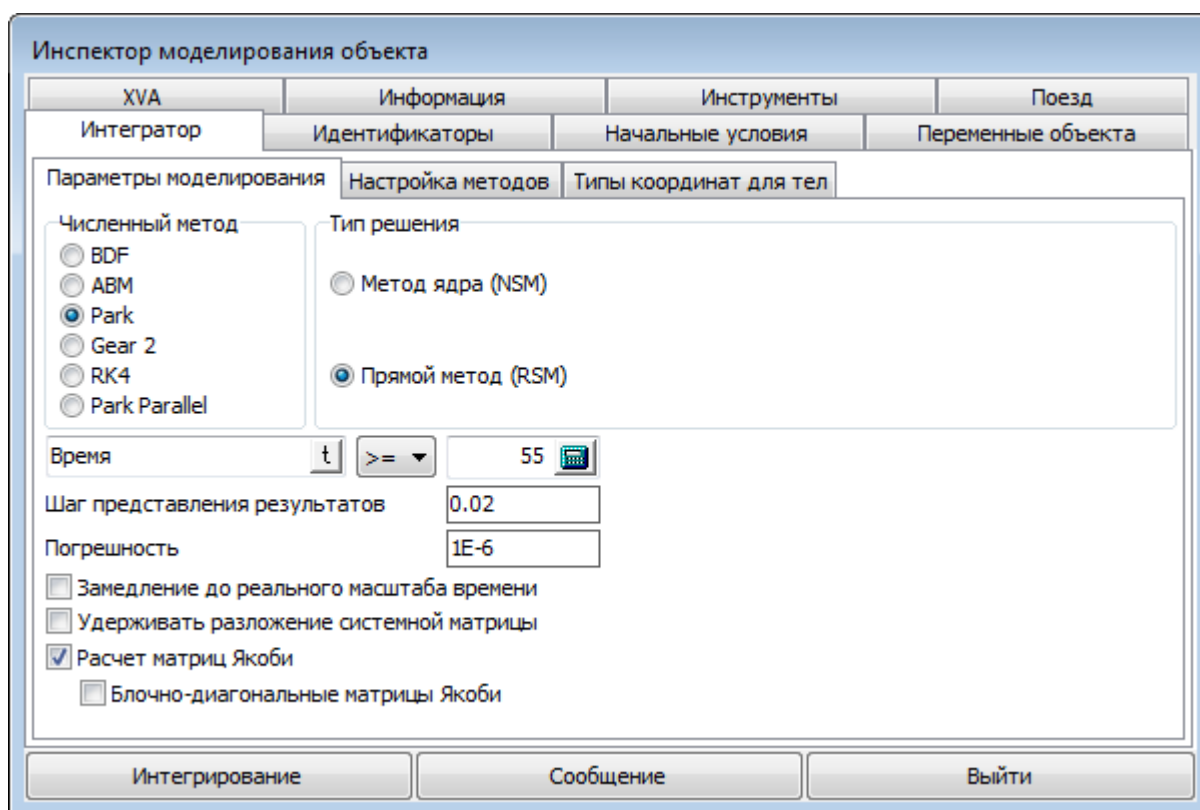 Инспектор моделирования объекта
XVA Информация Инструменты Поезд
Интегратор Идентификаторы Начальные условия Переменные объекта
Параметры моделирования Настройка методов Типы координат для тел
Численный метод Тип решения
BDF
ABM Метод ядра (NSM)
Park
Gear 2
RK4 Прямой метод (RSM)
Park Parallel
Время t >= 55
Шаг представления результатов 0.02
Погрешность 1E-6
Замедление до реального масштаба времени
Удерживать разложение системной матрицы
Расчет матриц Якоби
Блочно-диагональные матрицы Якоби
Интегрирование Сообщение Выйти